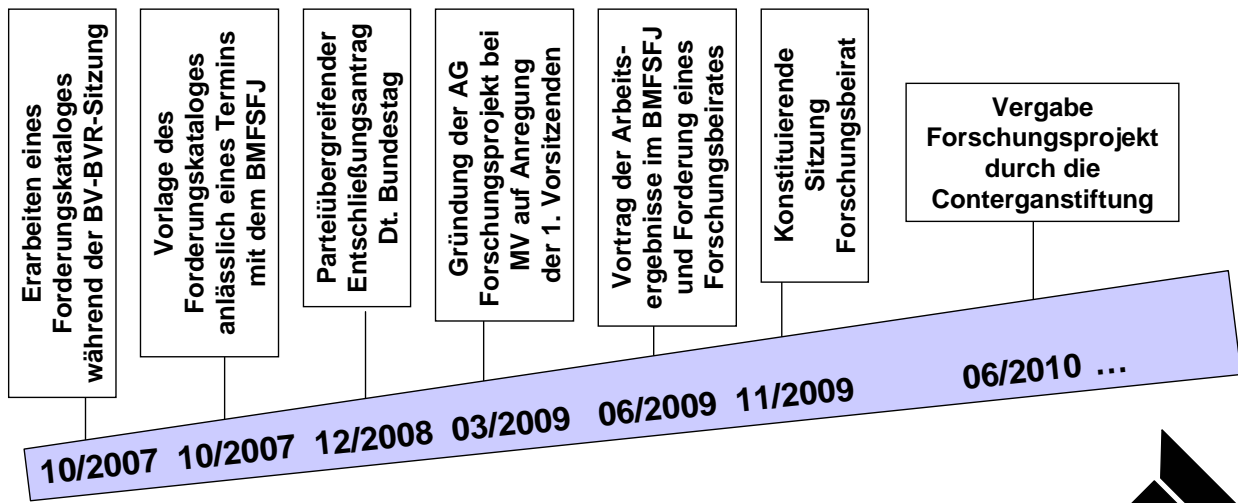 Erarbeiten eines
Forderungskataloges
während der BV-BVR-Sitzung
Vorlage des
Forderungskataloges
anlässlich eines Termins
mit dem BMFSFJ
Parteiübergreifender
Entschließungsantrag
Dt. Bundestag
Gründung der AG
Forschungsprojekt bei
MV auf Anregung
der 1. Vorsitzenden
Vortrag der Arbeits-
ergebnisse im BMFSFJ
und Forderung eines
Forschungsbeirates
Konstituierende
Sitzung
Forschungsbeirat
Vergabe
Forschungsprojekt
durch die
Conterganstiftung
10/2007 10/2007 12/2008 03/2009 06/2009 11/2009 06/2010 …